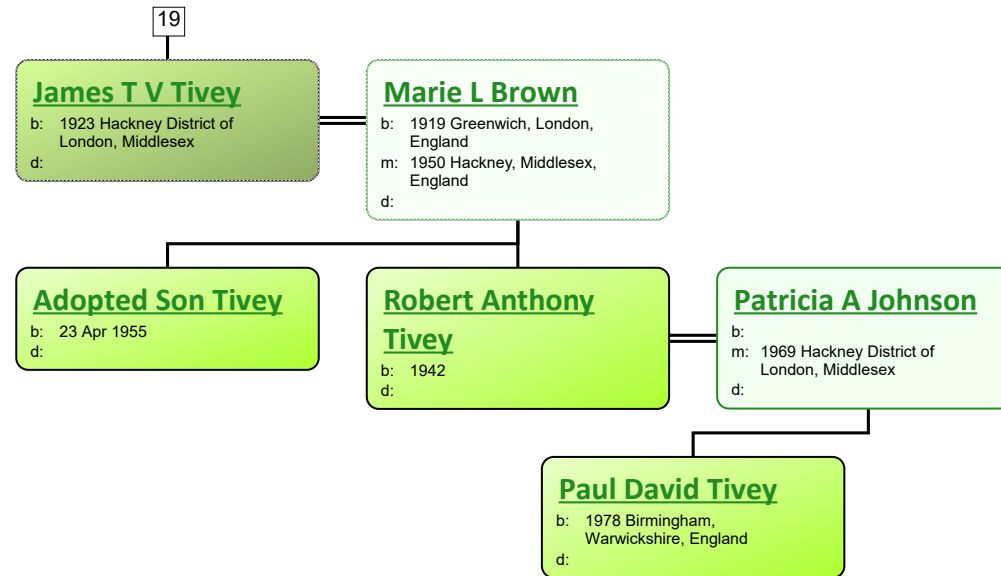 19
James T V Tivey
b: 1923 Hackney District of
London, Middlesex
d:
Marie L Brown
b: 1919 Greenwich, London,
England
m: 1950 Hackney, Middlesex,
England
d:
Adopted Son Tivey
b: 23 Apr 1955
d:
Robert Anthony
Tivey
b: 1942
d:
Patricia A Johnson
b:
m: 1969 Hackney District of
London, Middlesex
d:
Paul David Tivey
b: 1978 Birmingham,
Warwickshire, England
d: